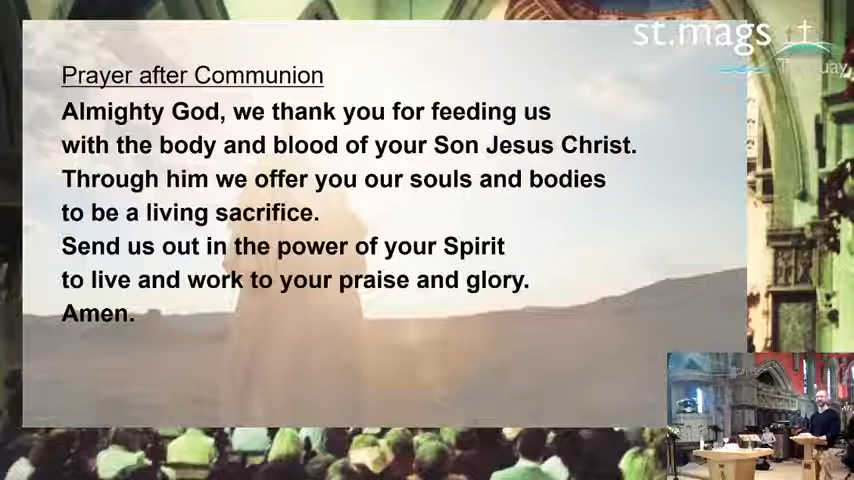 st.mags
Torquay
Prayer after Communion
Almighty God, we thank you for feeding us
with the body and blood of your Son Jesus Christ.
Through him we offer you our souls and bodies
to be a living sacrifice.
Send us out in the power of your Spirit
to live and work to your praise and glory.
Amen.